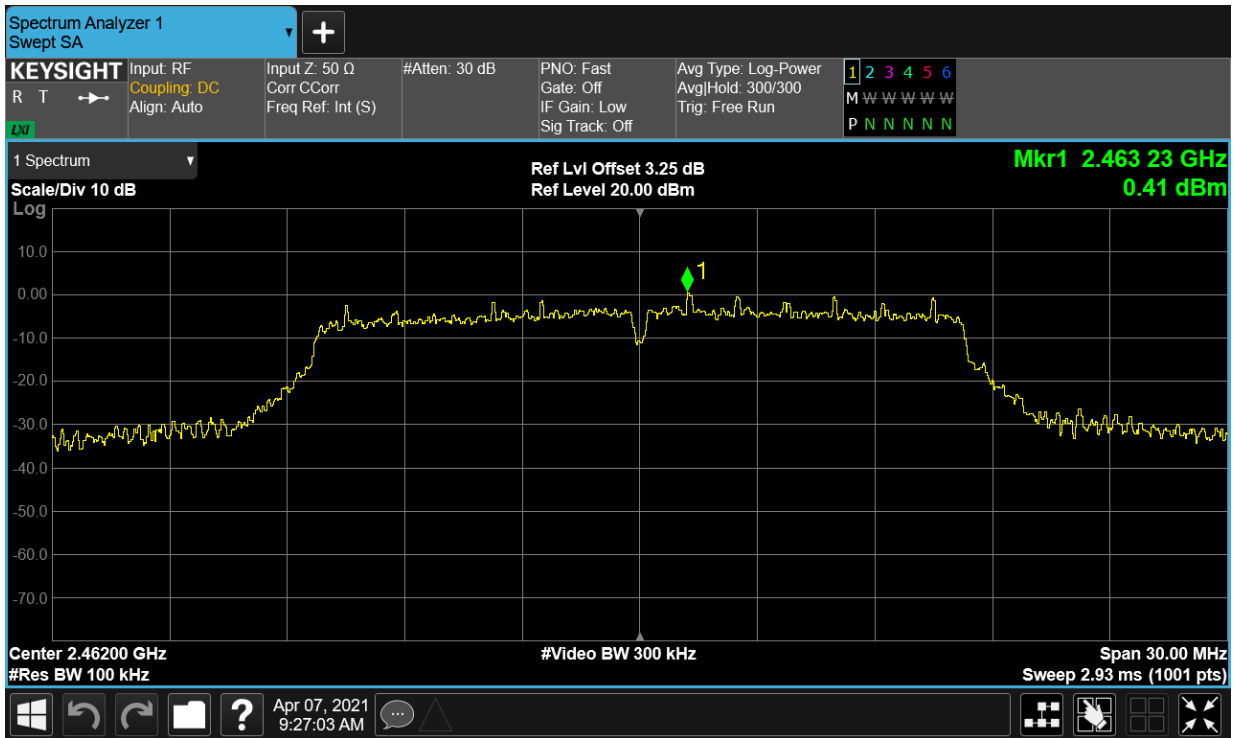 Spectrum Analyzer 1
Swept SA
+
KEYSIGHT
R T
LXI
Input: RF
Coupling: DC
Align: Auto
Input Z: 50 Ω
Corr CCorr
Freq Ref: Int (S)
#Atten: 30 dB
PNO: Fast
Gate: Off
IF Gain: Low
Sig Track: Off
Avg Type: Log-Power
Avg|Hold: 300/300
Trig: Free Run
1 2 3 4 5 6
M W W W W W
P N N N N N
1 Spectrum
Scale/Div 10 dB
Log
Ref Lvl Offset 3.25 dB
Ref Level 20.00 dBm
Mkr1 2.463 23 GHz
0.41 dBm
1
10.0
0.00
-10.0
-20.0
-30.0
-40.0
-50.0
-60.0
-70.0
Center 2.46200 GHz
#Res BW 100 kHz
#Video BW 300 kHz
Span 30.00 MHz
Sweep 2.93 ms (1001 pts)
?
Apr 07, 2021
9:27:03 AM